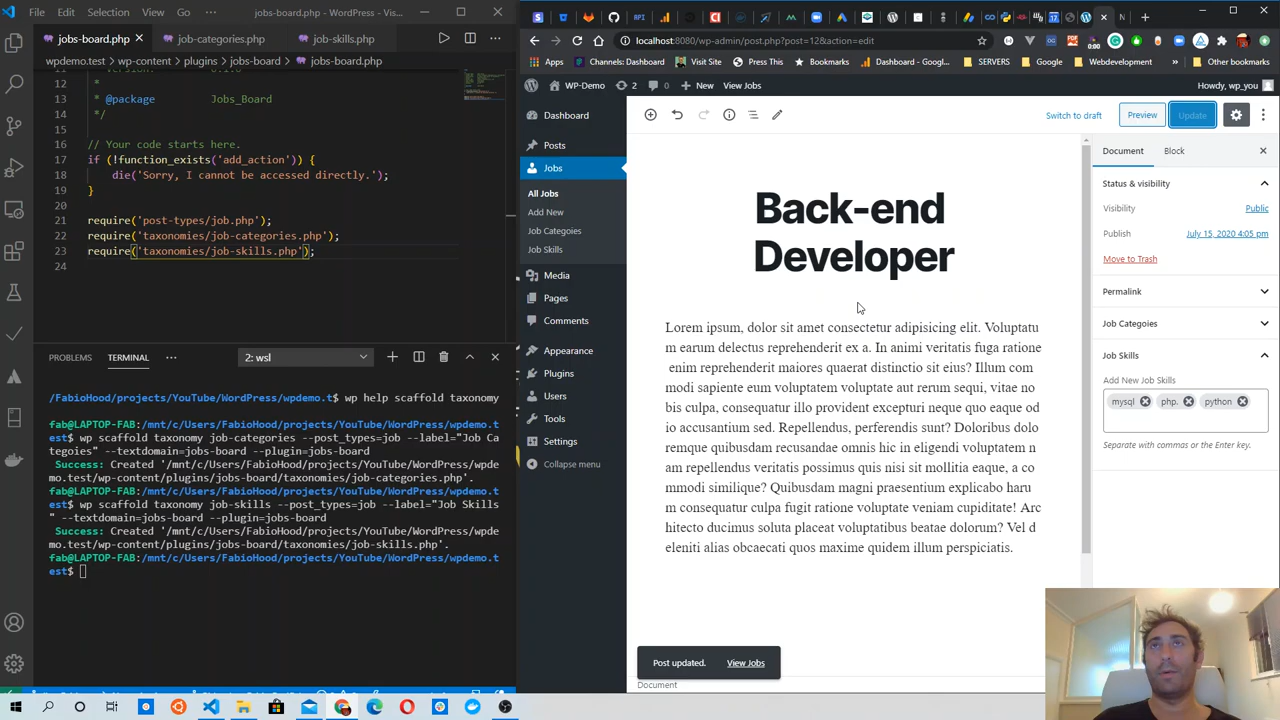 File Edit Selection View Go ··· jobs-board.php - WordPress - Vis...
jobs-board.php job-categories.php job-skills.php
wpdemo.test > wp-content > plugins > jobs-board > jobs-board.php
12 *
13 * @package Jobs_Board
14 */
15
16 // Your code starts here.
17 if (!function_exists('add_action')) {
18 die('Sorry, I cannot be accessed directly.');
19 }
20
21 require('post-types/job.php');
22 require('taxonomies/job-categories.php');
23 require('taxonomies/job-skills.php');
24
PROBLEMS TERMINAL ··· 2: wsl
/FabioHood/projects/YouTube/WordPress/wpdemo.t$ wp help scaffold taxonomy
fab@LAPTOP-FAB:/mnt/c/Users/FabioHood/projects/YouTube/WordPress/wpdemo.t
est$ wp scaffold taxonomy job-categories --post_types=job --label="Job Ca
tegoies" --textdomain=jobs-board --plugin=jobs-board
Success: Created '/mnt/c/Users/FabioHood/projects/YouTube/WordPress/wpde
mo.test/wp-content/plugins/jobs-board/taxonomies/job-categories.php'.
fab@LAPTOP-FAB:/mnt/c/Users/FabioHood/projects/YouTube/WordPress/wpdemo.t
est$ wp scaffold taxonomy job-skills --post_types=job --label="Job Skills
" --textdomain=jobs-board --plugin=jobs-board
Success: Created '/mnt/c/Users/FabioHood/projects/YouTube/WordPress/wpde
mo.test/wp-content/plugins/jobs-board/taxonomies/job-skills.php'.
fab@LAPTOP-FAB:/mnt/c/Users/FabioHood/projects/YouTube/WordPress/wpdemo.t
est$
localhost:8080/wp-admin/post.php?post=12&action=edit
Apps Channels: Dashboard Visit Site Press This Bookmarks Dashboard - Googl... SERVERS Google Webdevelopment Other bookmarks
WP-Demo 2 0 New View Jobs Howdy, wp_you
Dashboard
Posts
Jobs
All Jobs
Add New
Job Categories
Job Skills
Media
Pages
Comments
Appearance
Plugins
Users
Tools
Settings
Collapse menu
Switch to draft Preview Update
Back-end
Developer
Lorem ipsum, dolor sit amet consectetur adipisicing elit. Voluptatu
m earum delectus reprehenderit ex a. In animi veritatis fuga ratione
enim reprehenderit maiores quaerat distinctio sit eius? Illum com
modi sapiente eum voluptatem voluptate aut rerum sequi, vitae no
bis culpa, consequatur illo provident excepturi neque quo eaque od
io accusantium sed. Repellendus, perferendis sunt? Doloribus dolo
remque quibusdam recusandae omnis hic in eligendi voluptatem n
am repellendus veritatis possimus quis nisi sit mollitia eaque, a co
mmodi similique? Quibusdam magni praesentium explicabo haru
m consequatur culpa fugit ratione voluptate veniam cupiditate! Arc
hitecto ducimus soluta placeat voluptatibus beatae dolorum? Vel d
eleniti alias obcaecati quos maxime quidem illum perspiciatis.
Post updated. View Jobs
Document
Document Block
Status & visibility
Visibility Public
Publish July 15, 2020 4:05 pm
Move to Trash
Permalink
Job Categoies
Job Skills
Add New Job Skills
mysql php. python
Separate with commas or the Enter key.